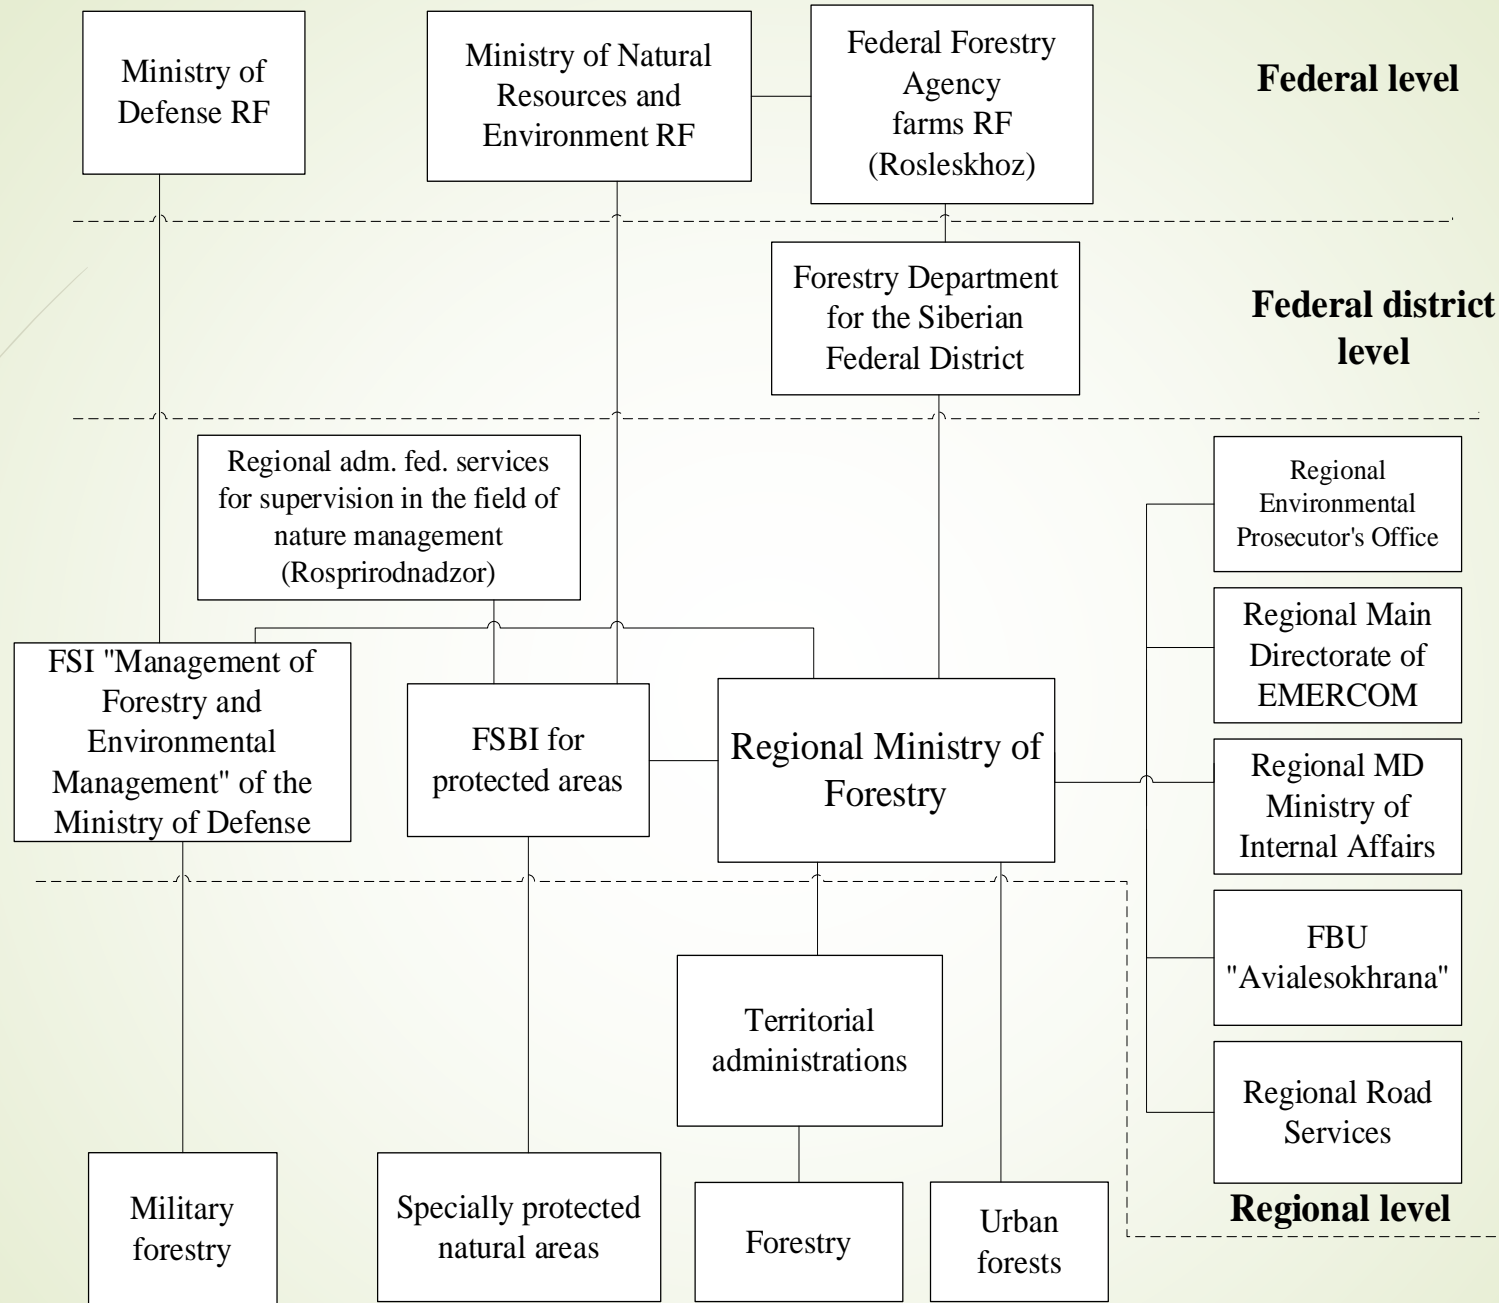 Ministry of
Defense RF
Ministry of Natural
Resources and
Environment RF
Federal Forestry
Agency
farms RF
(Rosleskhoz)
Federal level
Forestry Department
for the Siberian
Federal District
Federal district
level
Regional adm. fed. services
for supervision in the field of
nature management
(Rosprirodnadzor)
Regional
Environmental
Prosecutor's Office
Regional Main
Directorate of
EMERCOM
FSI "Management of
Forestry and
Environmental
Management" of the
Ministry of Defense
FSBI for
protected areas
Regional Ministry of
Forestry
Regional MD
Ministry of
Internal Affairs
FBU
"Avialesokhrana"
Territorial
administrations
Regional Road
Services
Regional level
Military
forestry
Specially protected
natural areas
Forestry
Urban
forests